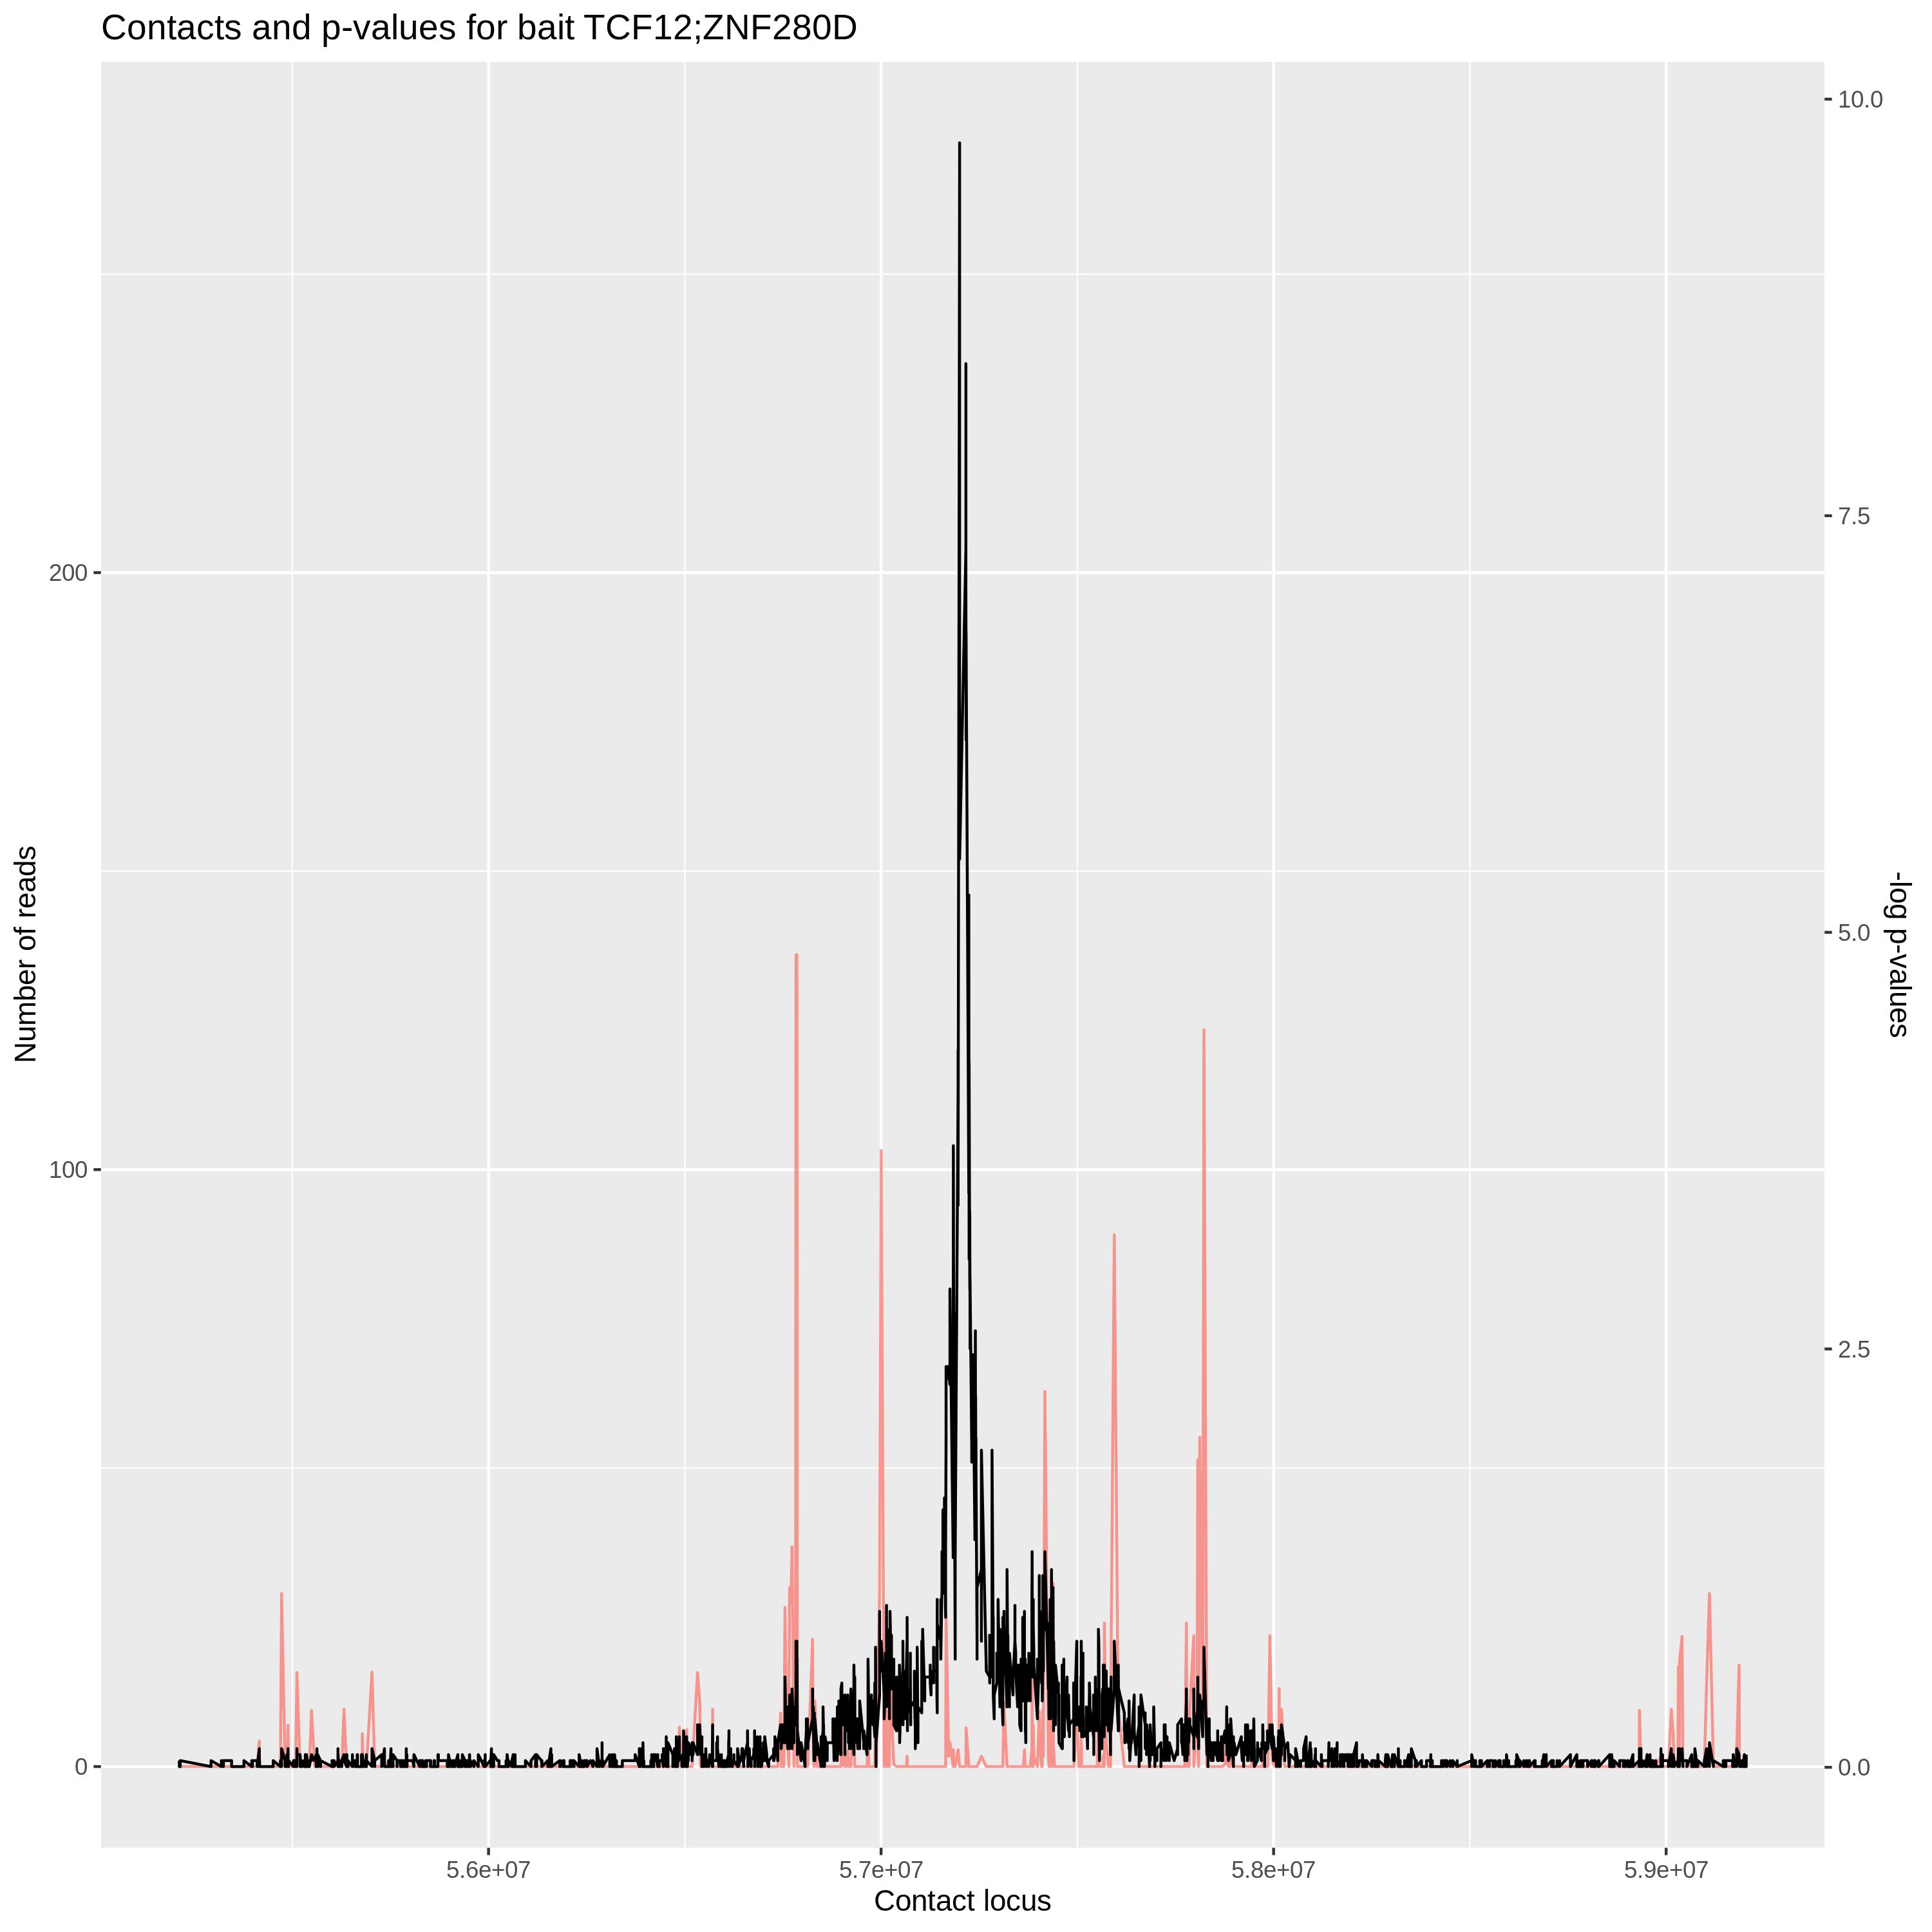 Contacts and p-values for bait TCF12;ZNF280D
10.0
7.5
200
5.0
Number of reads
-log p-values
100
2.5
0
0.0
5.6e+07
5.7e+07
5.8e+07
5.9e+07
Contact locus